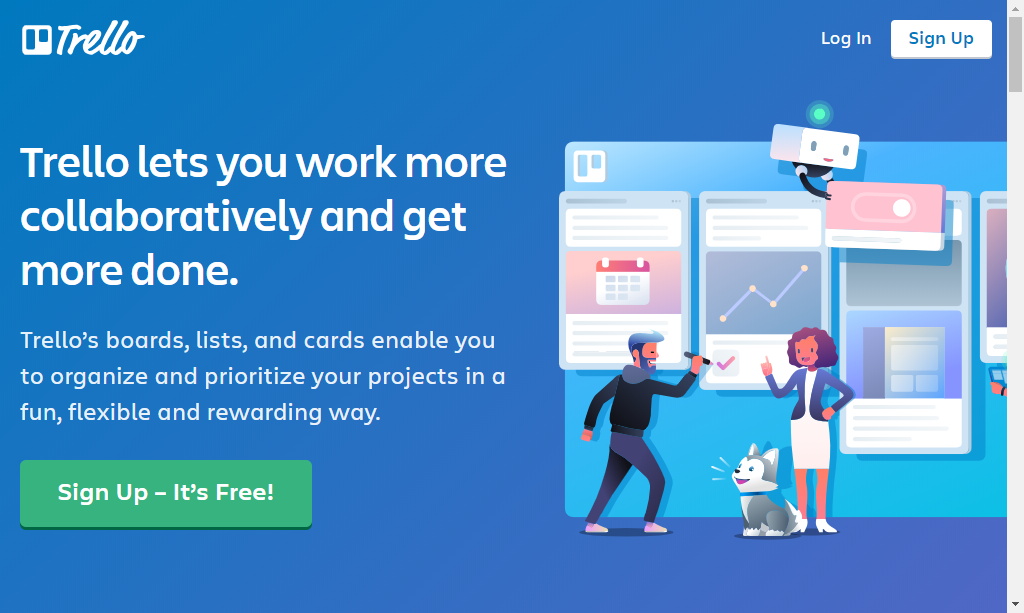 Trello
Log In
Sign Up
Trello lets you work more
collaboratively and get
more done.
Trello’s boards, lists, and cards enable you
to organize and prioritize your projects in a
fun, flexible and rewarding way.
Sign Up – It’s Free!